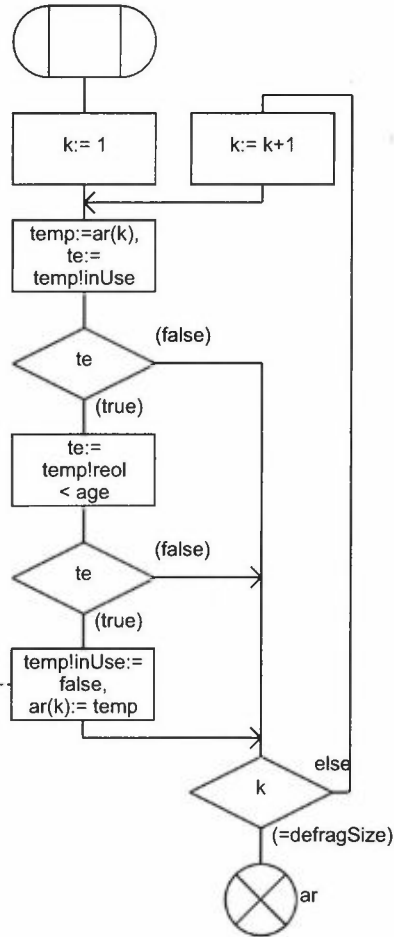 k:= 1
k:= k+1
temp:=ar(k),
te:=
temp!inUse
te
(false)
(true)
te:=
temp!reol
< age
te
(false)
(true)
temp!inUse:=
false,
ar(k):= temp
else
k
(=defragSize)
ar